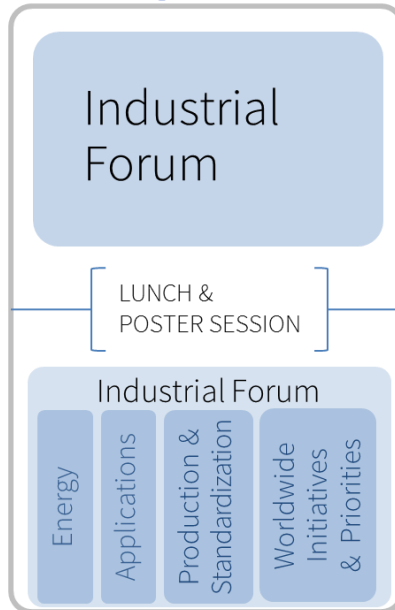 Industrial
Forum
LUNCH &
POSTER SESSION
Industrial Forum
Energy
Applications
Production &
Standardization
Worldwide
Initiatives
& Priorities